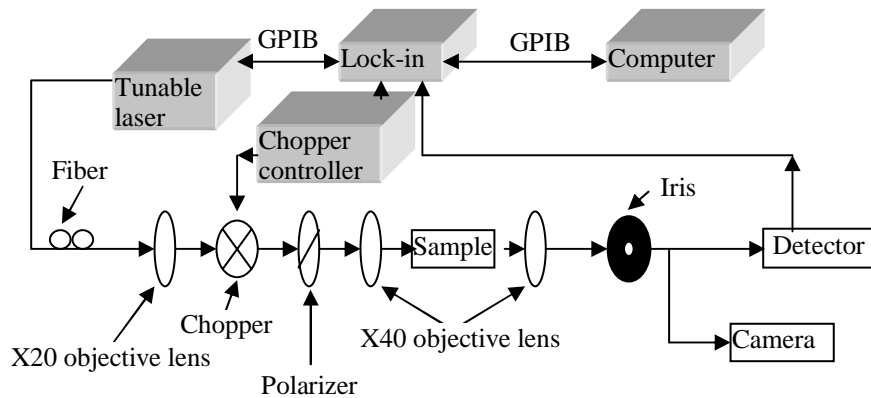 GPIB
GPIB
Lock-in
Computer
Tunable
laser
Chopper
controller
Fiber
Iris
Sample
Detector
Chopper
X20 objective lens
X40 objective lens
Camera
Polarizer